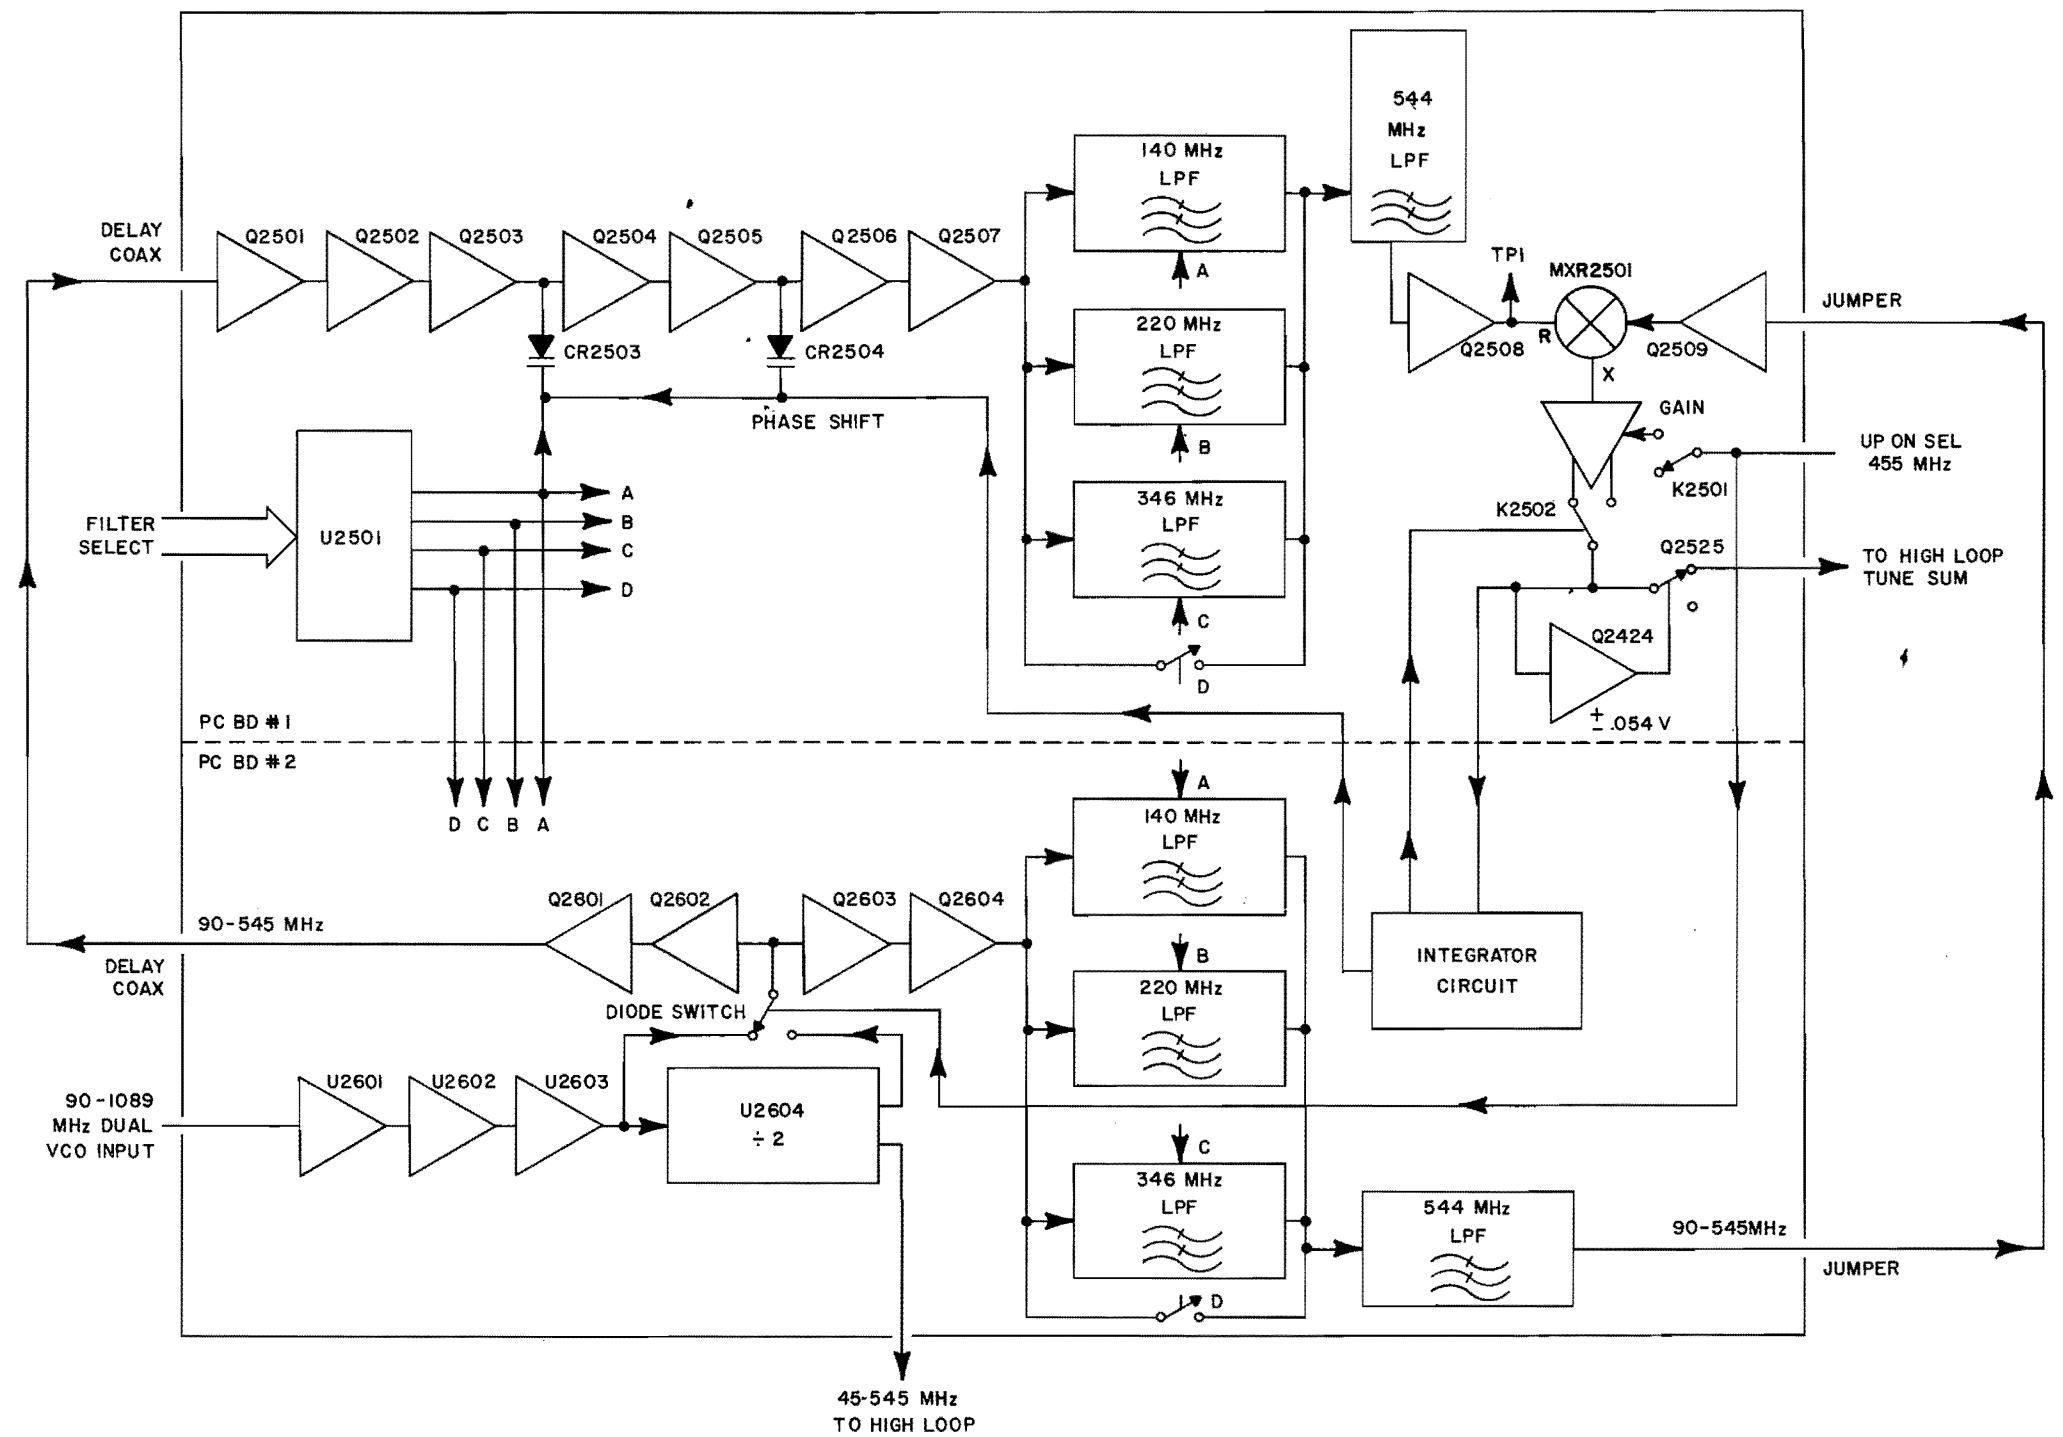 544
MHz
LPF
140 MHz
LPF
A
DELAY
COAX
Q2501
Q2502
Q2503
Q2504
Q2505
Q2506
Q2507
TP1
MXR2501
JUMPER
220 MHz
LPF
B
R
Q2508
Q2509
X
CR2503
CR2504
PHASE SHIFT
GAIN
UP ON SEL
455 MHz
K2501
346 MHz
LPF
C
K2502
FILTER
SELECT
U2501
A
B
C
D
Q2525
TO HIGH LOOP
TUNE SUM
Q2424
± .054 V
D
PC BD #1
PC BD #2
D C B A
A
140 MHz
LPF
Q2601
Q2602
Q2603
Q2604
90-545 MHz
DELAY
COAX
B
220 MHz
LPF
INTEGRATOR
CIRCUIT
DIODE SWITCH
U2601
U2602
U2603
90-1089
MHz DUAL
VCO INPUT
U2604
÷ 2
C
346 MHz
LPF
544 MHz
LPF
90-545MHz
JUMPER
D
45-545 MHz
TO HIGH LOOP